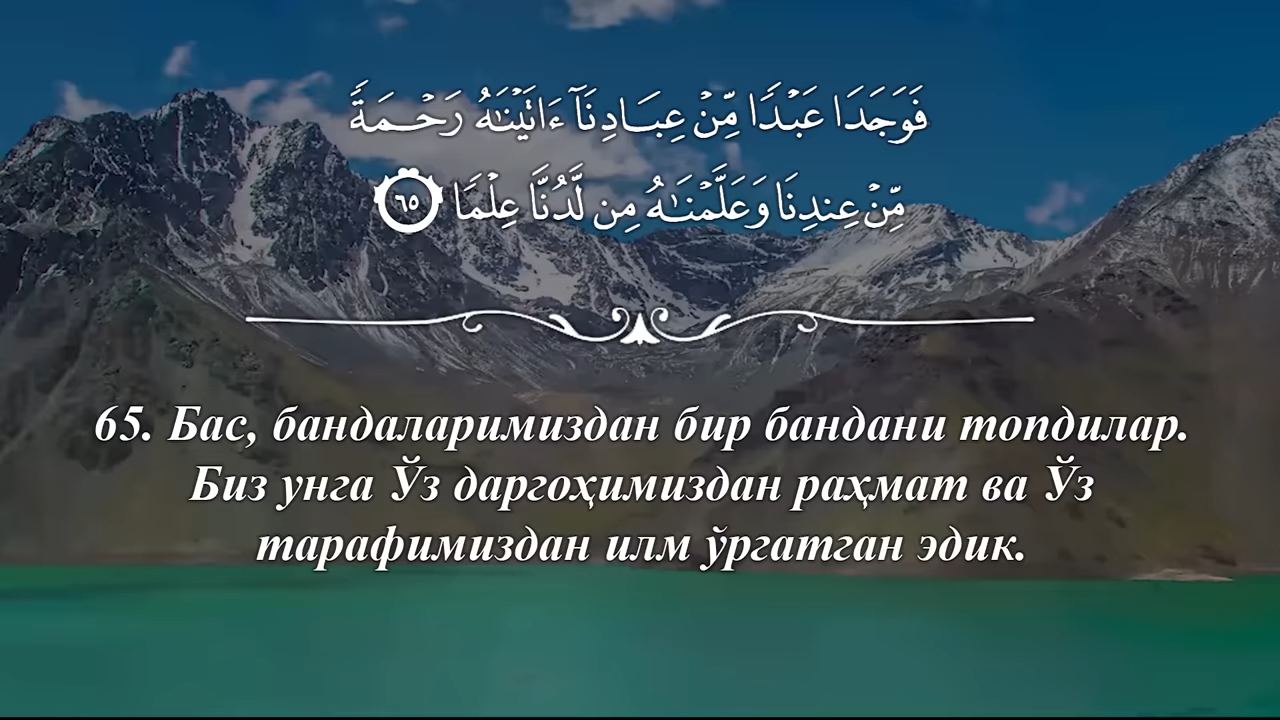 فَوَجَدَا عَبْدًا مِّنْ عِبَادِنَآ ءَاتَيْنَٰهُ رَحْمَةً
مِّنْ عِندِنَا وَعَلَّمْنَٰهُ مِن لَّدُنَّا عِلْمًا ٦٥
65. Бас, бандаларимиздан бир бандани топдилар.
Биз унга Ўз даргоҳимиздан раҳмат ва Ўз
тарафимиздан илм ўргатган эдик.